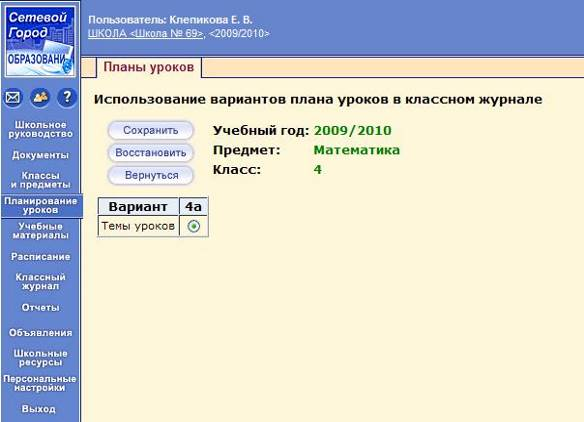 Сетевой
Город
ОБРАЗОВАНИ
Пользователь: Клепикова Е. В.
ШКОЛА <Школа № 69>, <2009/2010>
Планы уроков
?
Школьное
руководство
Документы
Классы
и предметы
Планирование
уроков
Учебные
материалы
Расписание
Классный
журнал
Отчеты
Объявления
Школьные
ресурсы
Персональные
настройки
Выход
Использование вариантов плана уроков в классном журнале
Сохранить
Восстановить
Вернуться
Учебный год: 2009/2010
Предмет: Математика
Класс: 4
Вариант 4а
Темы уроков